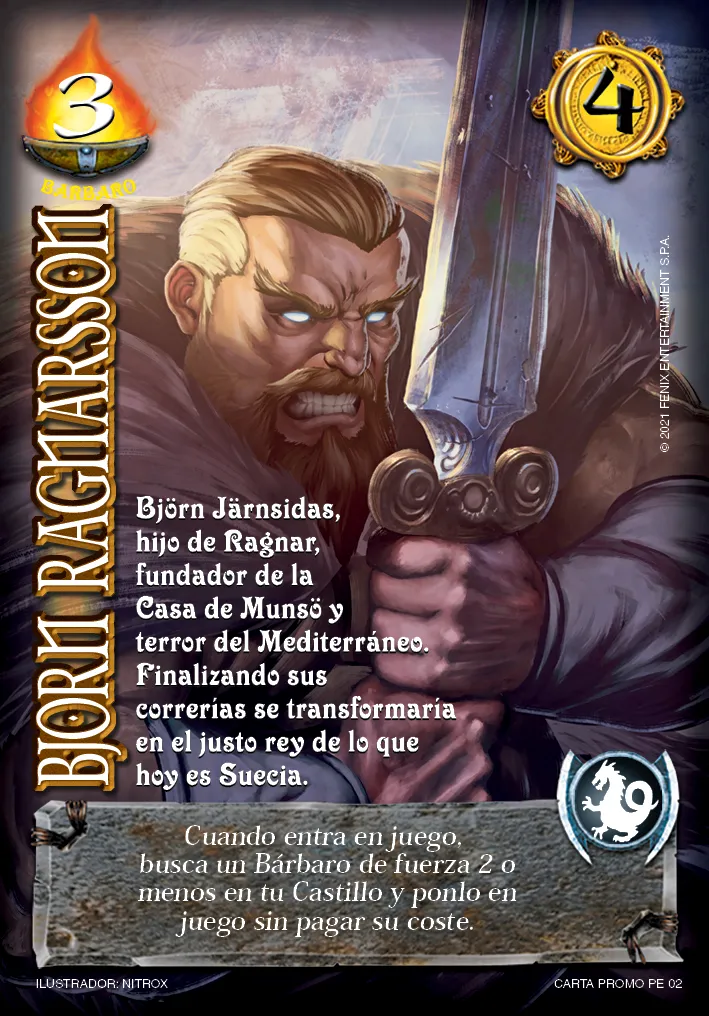 3
4
BÁRBARO
BJORN RAGNARSSON
© 2021 FENIX ENTERTAINMENT S.P.A.
Björn Järnsidas,
hijo de Ragnar,
fundador de la
Casa de Munsö y
terror del Mediterráneo.
Finalizando sus
correrías se transformaría
en el justo rey de lo que
hoy es Suecia.
Cuando entra en juego,
busca un Bárbaro de fuerza 2 o
menos en tu Castillo y ponlo en
juego sin pagar su coste.
ILUSTRADOR: NITROX
CARTA PROMO PE 02